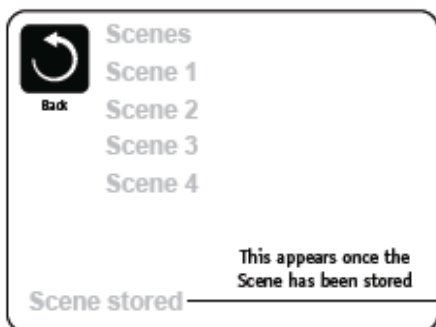 Scenes
Back
Scene 1
Scene 2
Scene 3
Scene 4
This appears once the
Scene has been stored
Scene stored